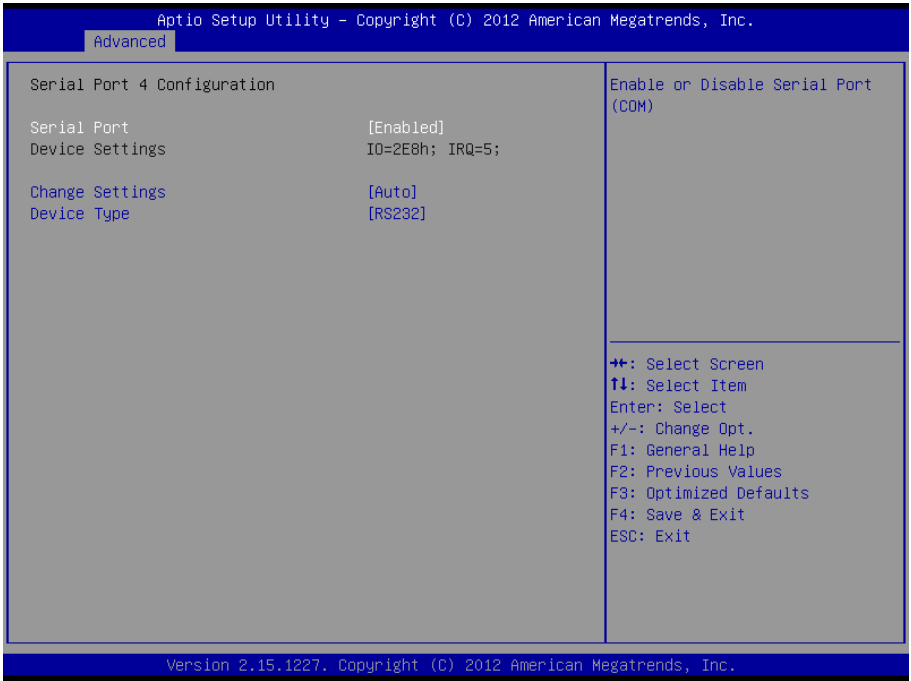 Aptio Setup Utility – Copyright (C) 2012 American Megatrends, Inc.
Advanced
Serial Port 4 Configuration
Serial Port [Enabled]
Device Settings IO=2E8h; IRQ=5;
Change Settings [Auto]
Device Type [RS232]
Enable or Disable Serial Port
(COM)
→←: Select Screen
↑↓: Select Item
Enter: Select
+/-: Change Opt.
F1: General Help
F2: Previous Values
F3: Optimized Defaults
F4: Save & Exit
ESC: Exit
Version 2.15.1227. Copyright (C) 2012 American Megatrends, Inc.